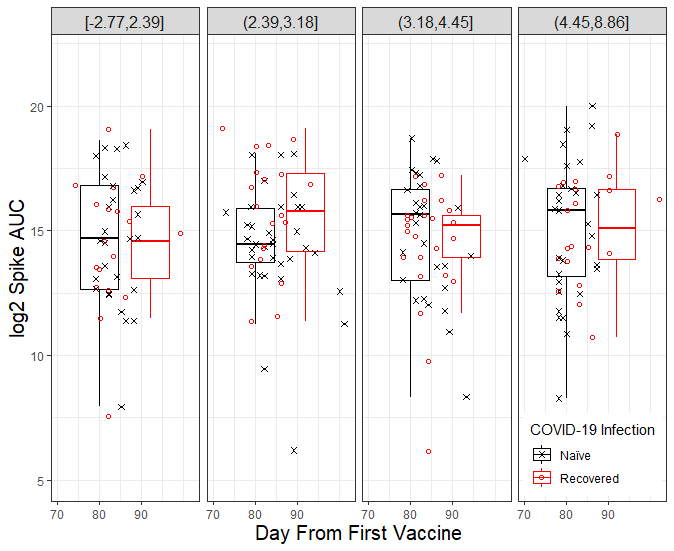 [-2.77,2.39] (2.39,3.18] (3.18,4.45] (4.45,8.86]
log2 Spike AUC
20
15
10
5
COVID-19 Infection
Naïve
Recovered
70 80 90 70 80 90 70 80 90 70 80 90
Day From First Vaccine